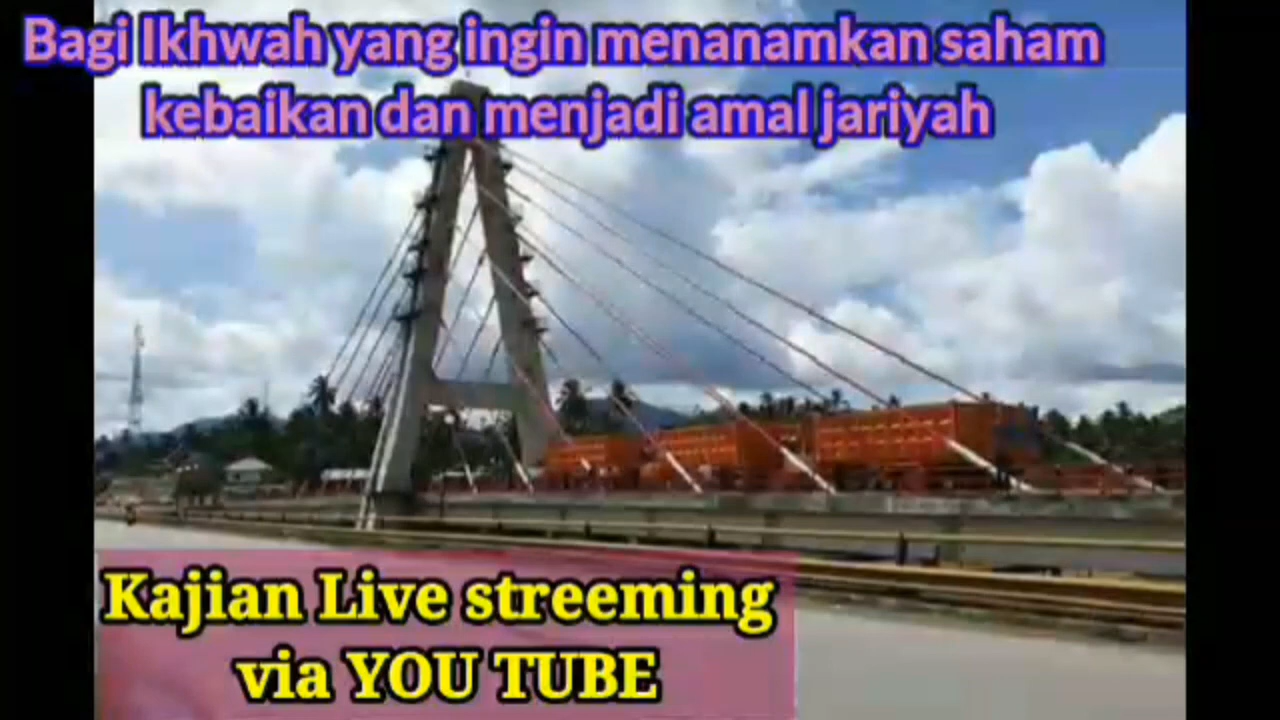 Bagi Ikhwah yang ingin menanamkan saham
kebaikan dan menjadi amal jariyah
Kajian Live streeming
via YOU TUBE